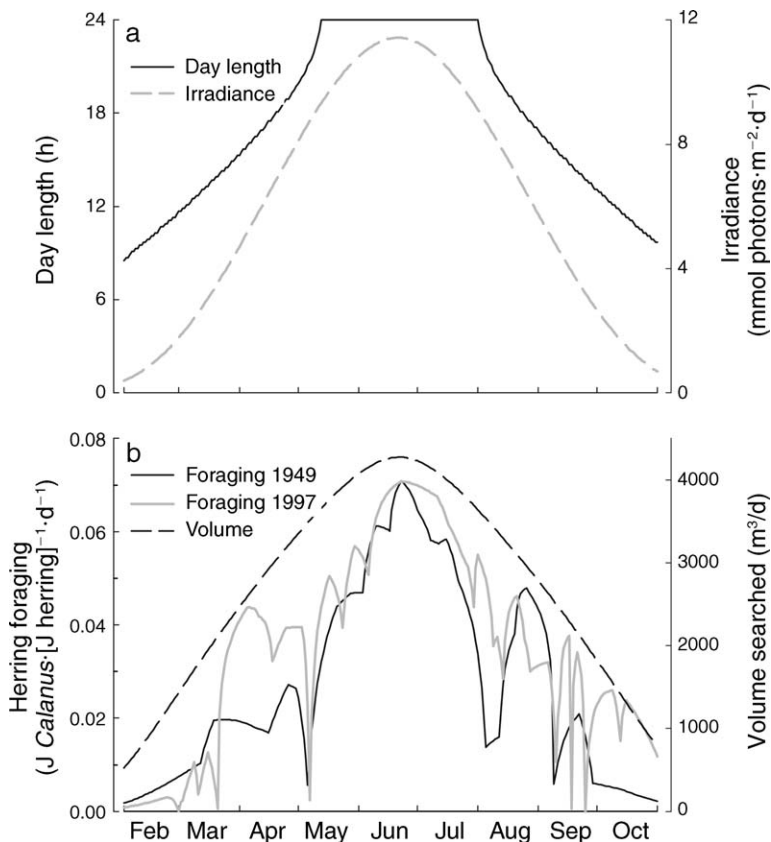 a
Day length
Irradiance
24
18
12
6
0
Day length (h)
12
8
4
0
Irradiance
(mmol photons·m⁻²·d⁻¹)
b
Foraging 1949
Foraging 1997
Volume
0.08
0.06
0.04
0.02
0.00
Herring foraging
(J Calanus·[J herring]⁻¹·d⁻¹)
4000
3000
2000
1000
0
Volume searched (m³/d)
Feb Mar Apr May Jun Jul Aug Sep Oct